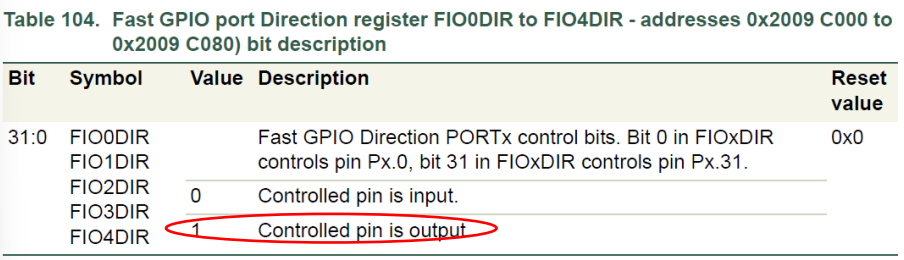 Table 104. Fast GPIO port Direction register FIO0DIR to FIO4DIR - addresses 0x2009 C000 to
0x2009 C080) bit description
Bit Symbol Value Description Reset
value
31:0 FIO0DIR Fast GPIO Direction PORTx control bits. Bit 0 in FIOxDIR 0x0
FIO1DIR controls pin Px.0, bit 31 in FIOxDIR controls pin Px.31.
FIO2DIR
0 Controlled pin is input.
FIO3DIR
1 Controlled pin is output
FIO4DIR